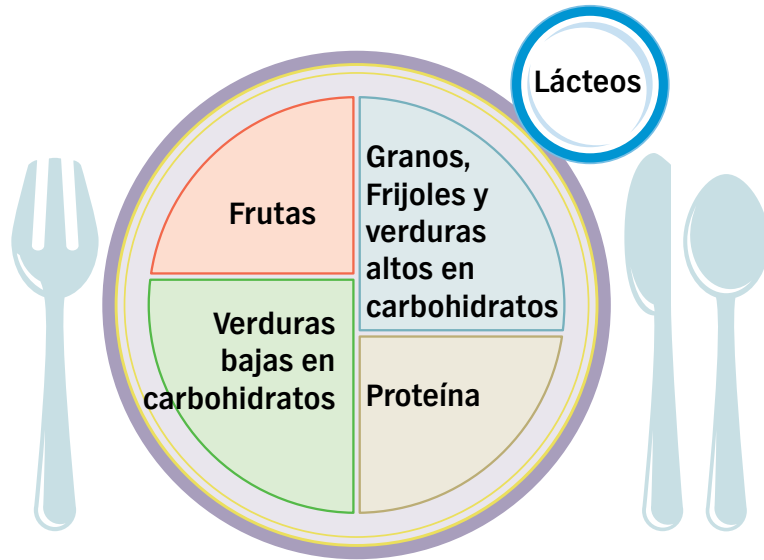 Lácteos
Frutas
Granos,
Frijoles y
verduras
altos en
carbohidratos
Verduras
bajas en
carbohidratos
Proteína